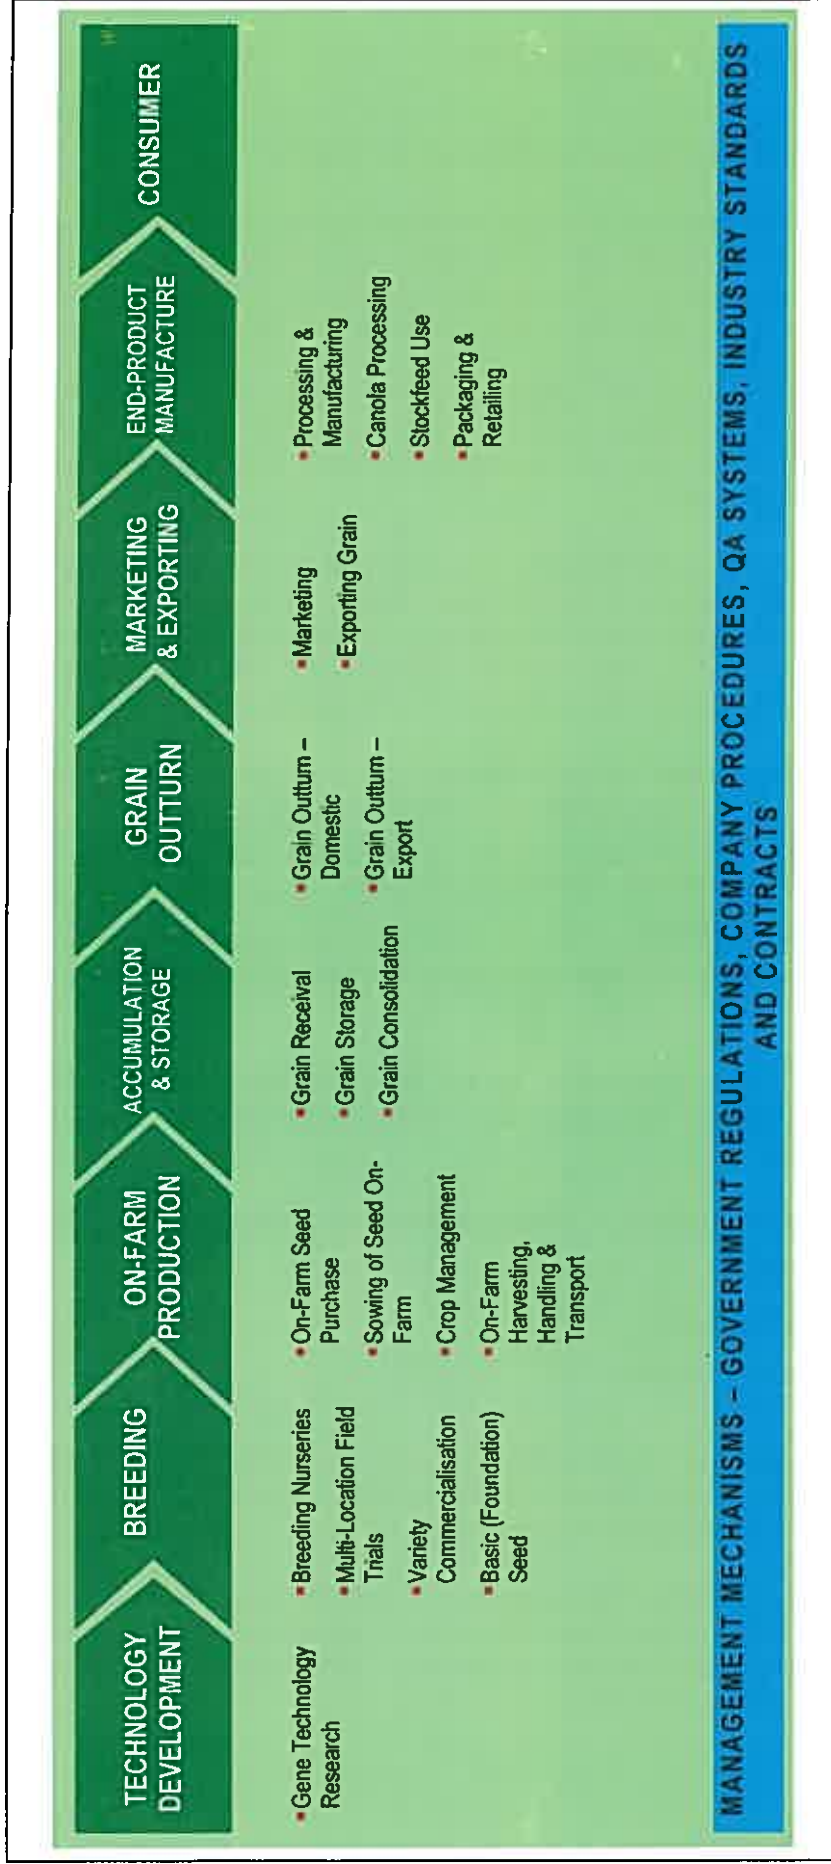 TECHNOLOGY
DEVELOPMENT
BREEDING
ON-FARM
PRODUCTION
ACCUMULATION
& STORAGE
GRAIN
OUTTURN
MARKETING
& EXPORTING
END-PRODUCT
MANUFACTURE
CONSUMER
Gene Technology
Research
Breeding Nurseries
Multi-Location Field
Trials
Variety
Commercialisation
Basic (Foundation)
Seed
On-Farm Seed
Purchase
Sowing of Seed On-
Farm
Crop Management
On-Farm
Harvesting,
Handling &
Transport
Grain Receival
Grain Storage
Grain Consolidation
Grain Outturn –
Domestic
Grain Outturn –
Export
Marketing
Exporting Grain
Processing &
Manufacturing
Canola Processing
Stockfeed Use
Packaging &
Retailing
MANAGEMENT MECHANISMS – GOVERNMENT REGULATIONS, COMPANY PROCEDURES, QA SYSTEMS, INDUSTRY STANDARDS
AND CONTRACTS